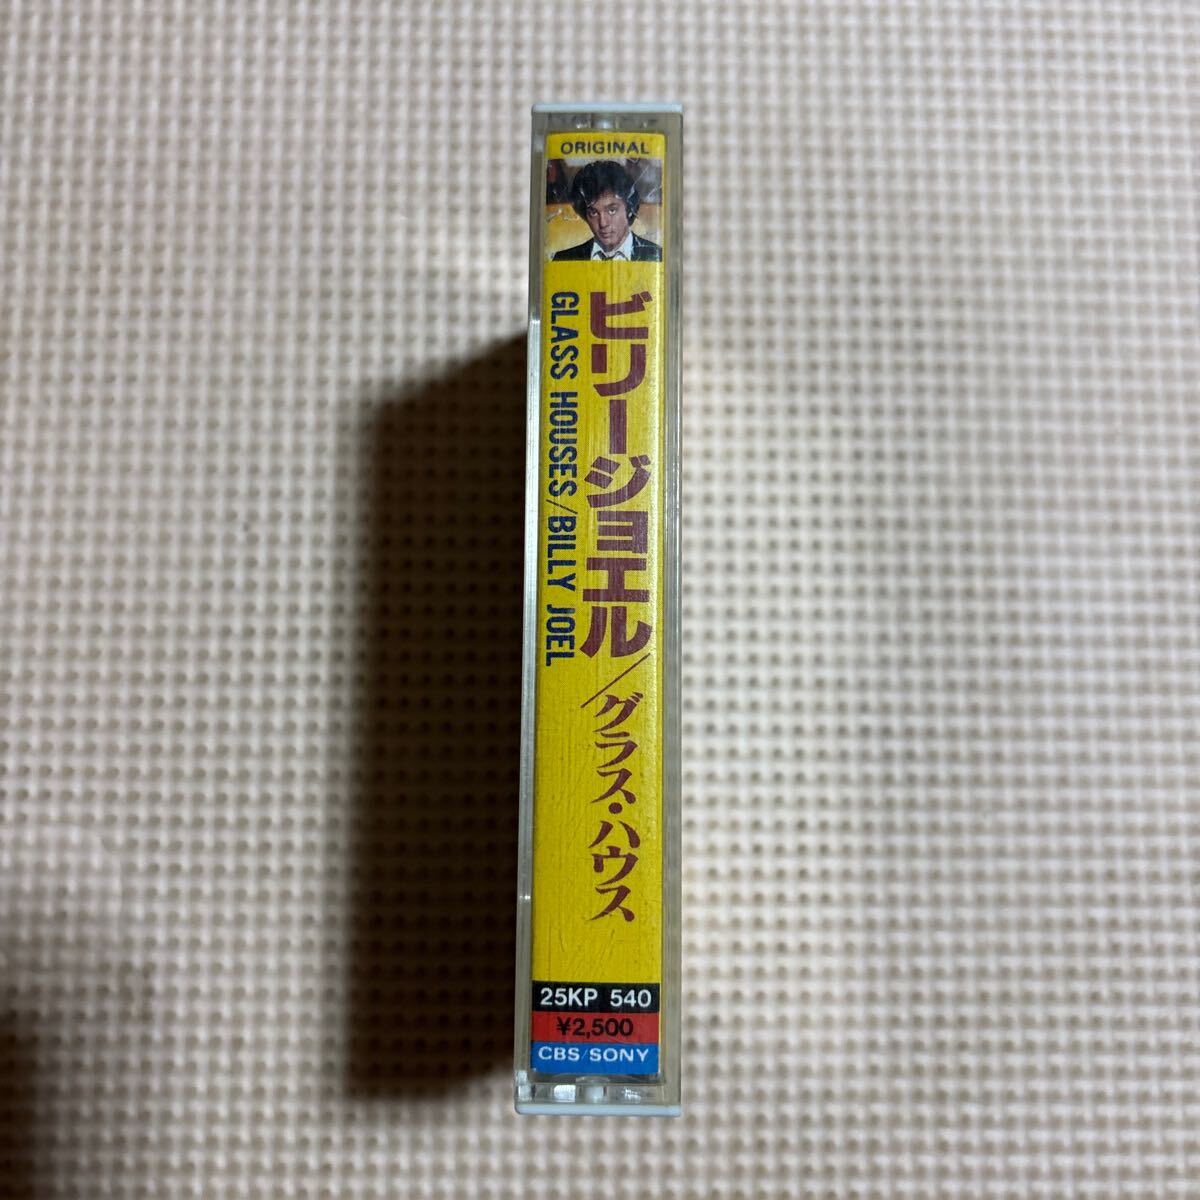 ORIGINAL
ビリージョエル/グラス・ハウス
GLASS HOUSES/BILLY JOEL
25KP 540
¥2,500
CBS/SONY